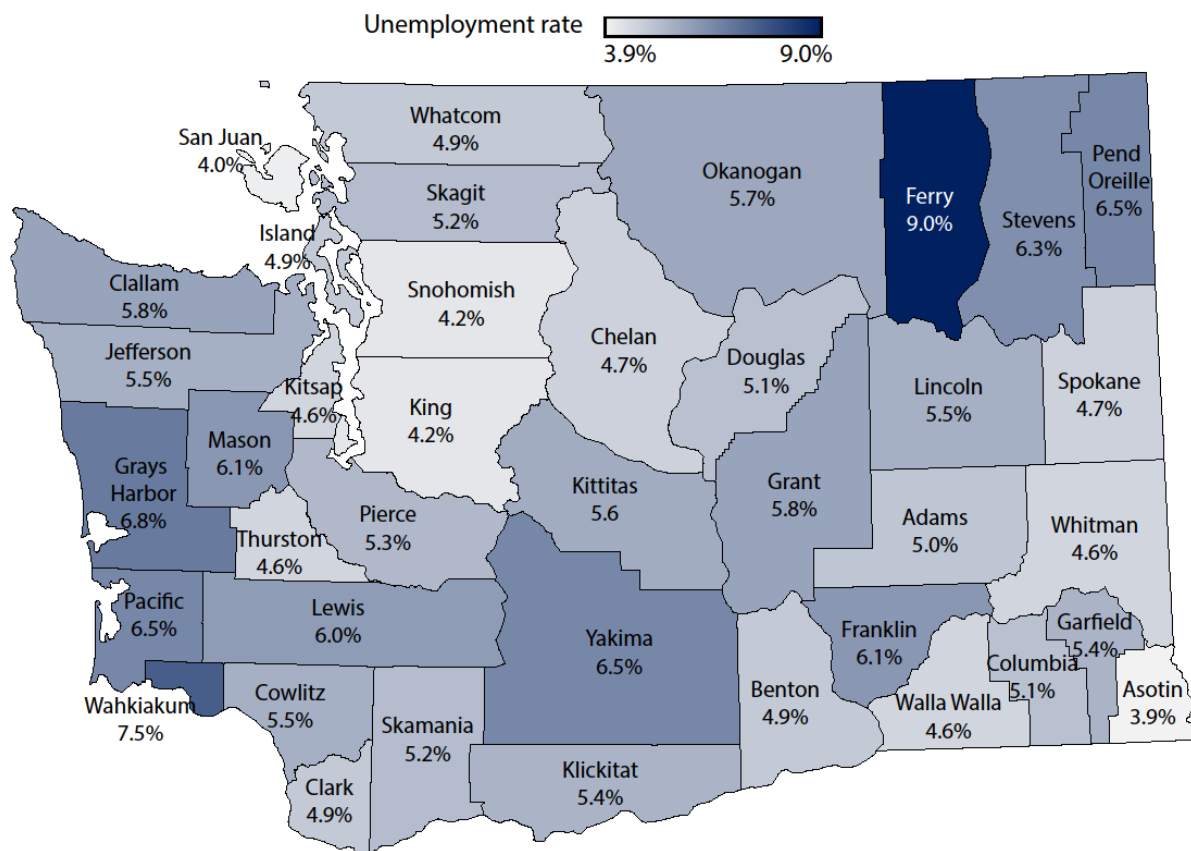 Unemployment rate
3.9% 9.0%
Whatcom
4.9%
San Juan
4.0%
Skagit
5.2%
Okanogan
5.7%
Ferry
9.0%
Pend
Oreille
6.5%
Stevens
6.3%
Island
4.9%
Clallam
5.8%
Snohomish
4.2%
Chelan
4.7%
Jefferson
5.5%
Douglas
5.1%
Lincoln
5.5%
Spokane
4.7%
Kitsap
4.6%
King
4.2%
Mason
6.1%
Grays
Harbor
6.8%
Kittitas
5.6
Grant
5.8%
Pierce
5.3%
Adams
5.0%
Whitman
4.6%
Thurston
4.6%
Pacific
6.5%
Lewis
6.0%
Yakima
6.5%
Franklin
6.1%
Garfield
5.4%
Columbia
5.1%
Wahkiakum
7.5%
Cowlitz
5.5%
Skamania
5.2%
Benton
4.9%
Walla Walla
4.6%
Asotin
3.9%
Clark
4.9%
Klickitat
5.4%